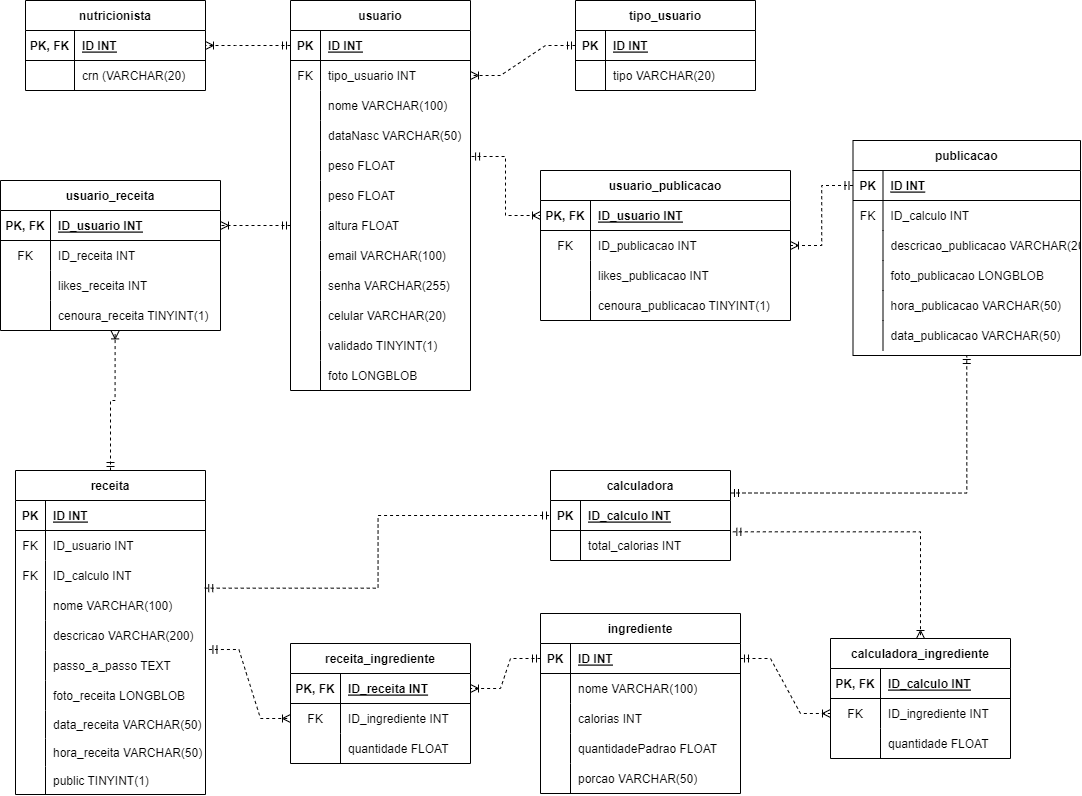 nutricionista
PK, FK ID INT
crn (VARCHAR(20)
usuario
PK ID INT
FK tipo_usuario INT
nome VARCHAR(100)
dataNasc VARCHAR(50)
peso FLOAT
peso FLOAT
altura FLOAT
email VARCHAR(100)
senha VARCHAR(255)
celular VARCHAR(20)
validado TINYINT(1)
foto LONGBLOB
tipo_usuario
PK ID INT
tipo VARCHAR(20)
usuario_receita
PK, FK ID_usuario INT
FK ID_receita INT
likes_receita INT
cenoura_receita TINYINT(1)
usuario_publicacao
PK, FK ID_usuario INT
FK ID_publicacao INT
likes_publicacao INT
cenoura_publicacao TINYINT(1)
publicacao
PK ID INT
FK ID_calculo INT
descricao_publicacao VARCHAR(20
foto_publicacao LONGBLOB
hora_publicacao VARCHAR(50)
data_publicacao VARCHAR(50)
receita
PK ID INT
FK ID_usuario INT
FK ID_calculo INT
nome VARCHAR(100)
descricao VARCHAR(200)
passo_a_passo TEXT
foto_receita LONGBLOB
data_receita VARCHAR(50)
hora_receita VARCHAR(50)
public TINYINT(1)
calculadora
PK ID_calculo INT
total_calorias INT
receita_ingrediente
PK, FK ID_receita INT
FK ID_ingrediente INT
quantidade FLOAT
ingrediente
PK ID INT
nome VARCHAR(100)
calorias INT
quantidadePadrao FLOAT
porcao VARCHAR(50)
calculadora_ingrediente
PK, FK ID_calculo INT
FK ID_ingrediente INT
quantidade FLOAT